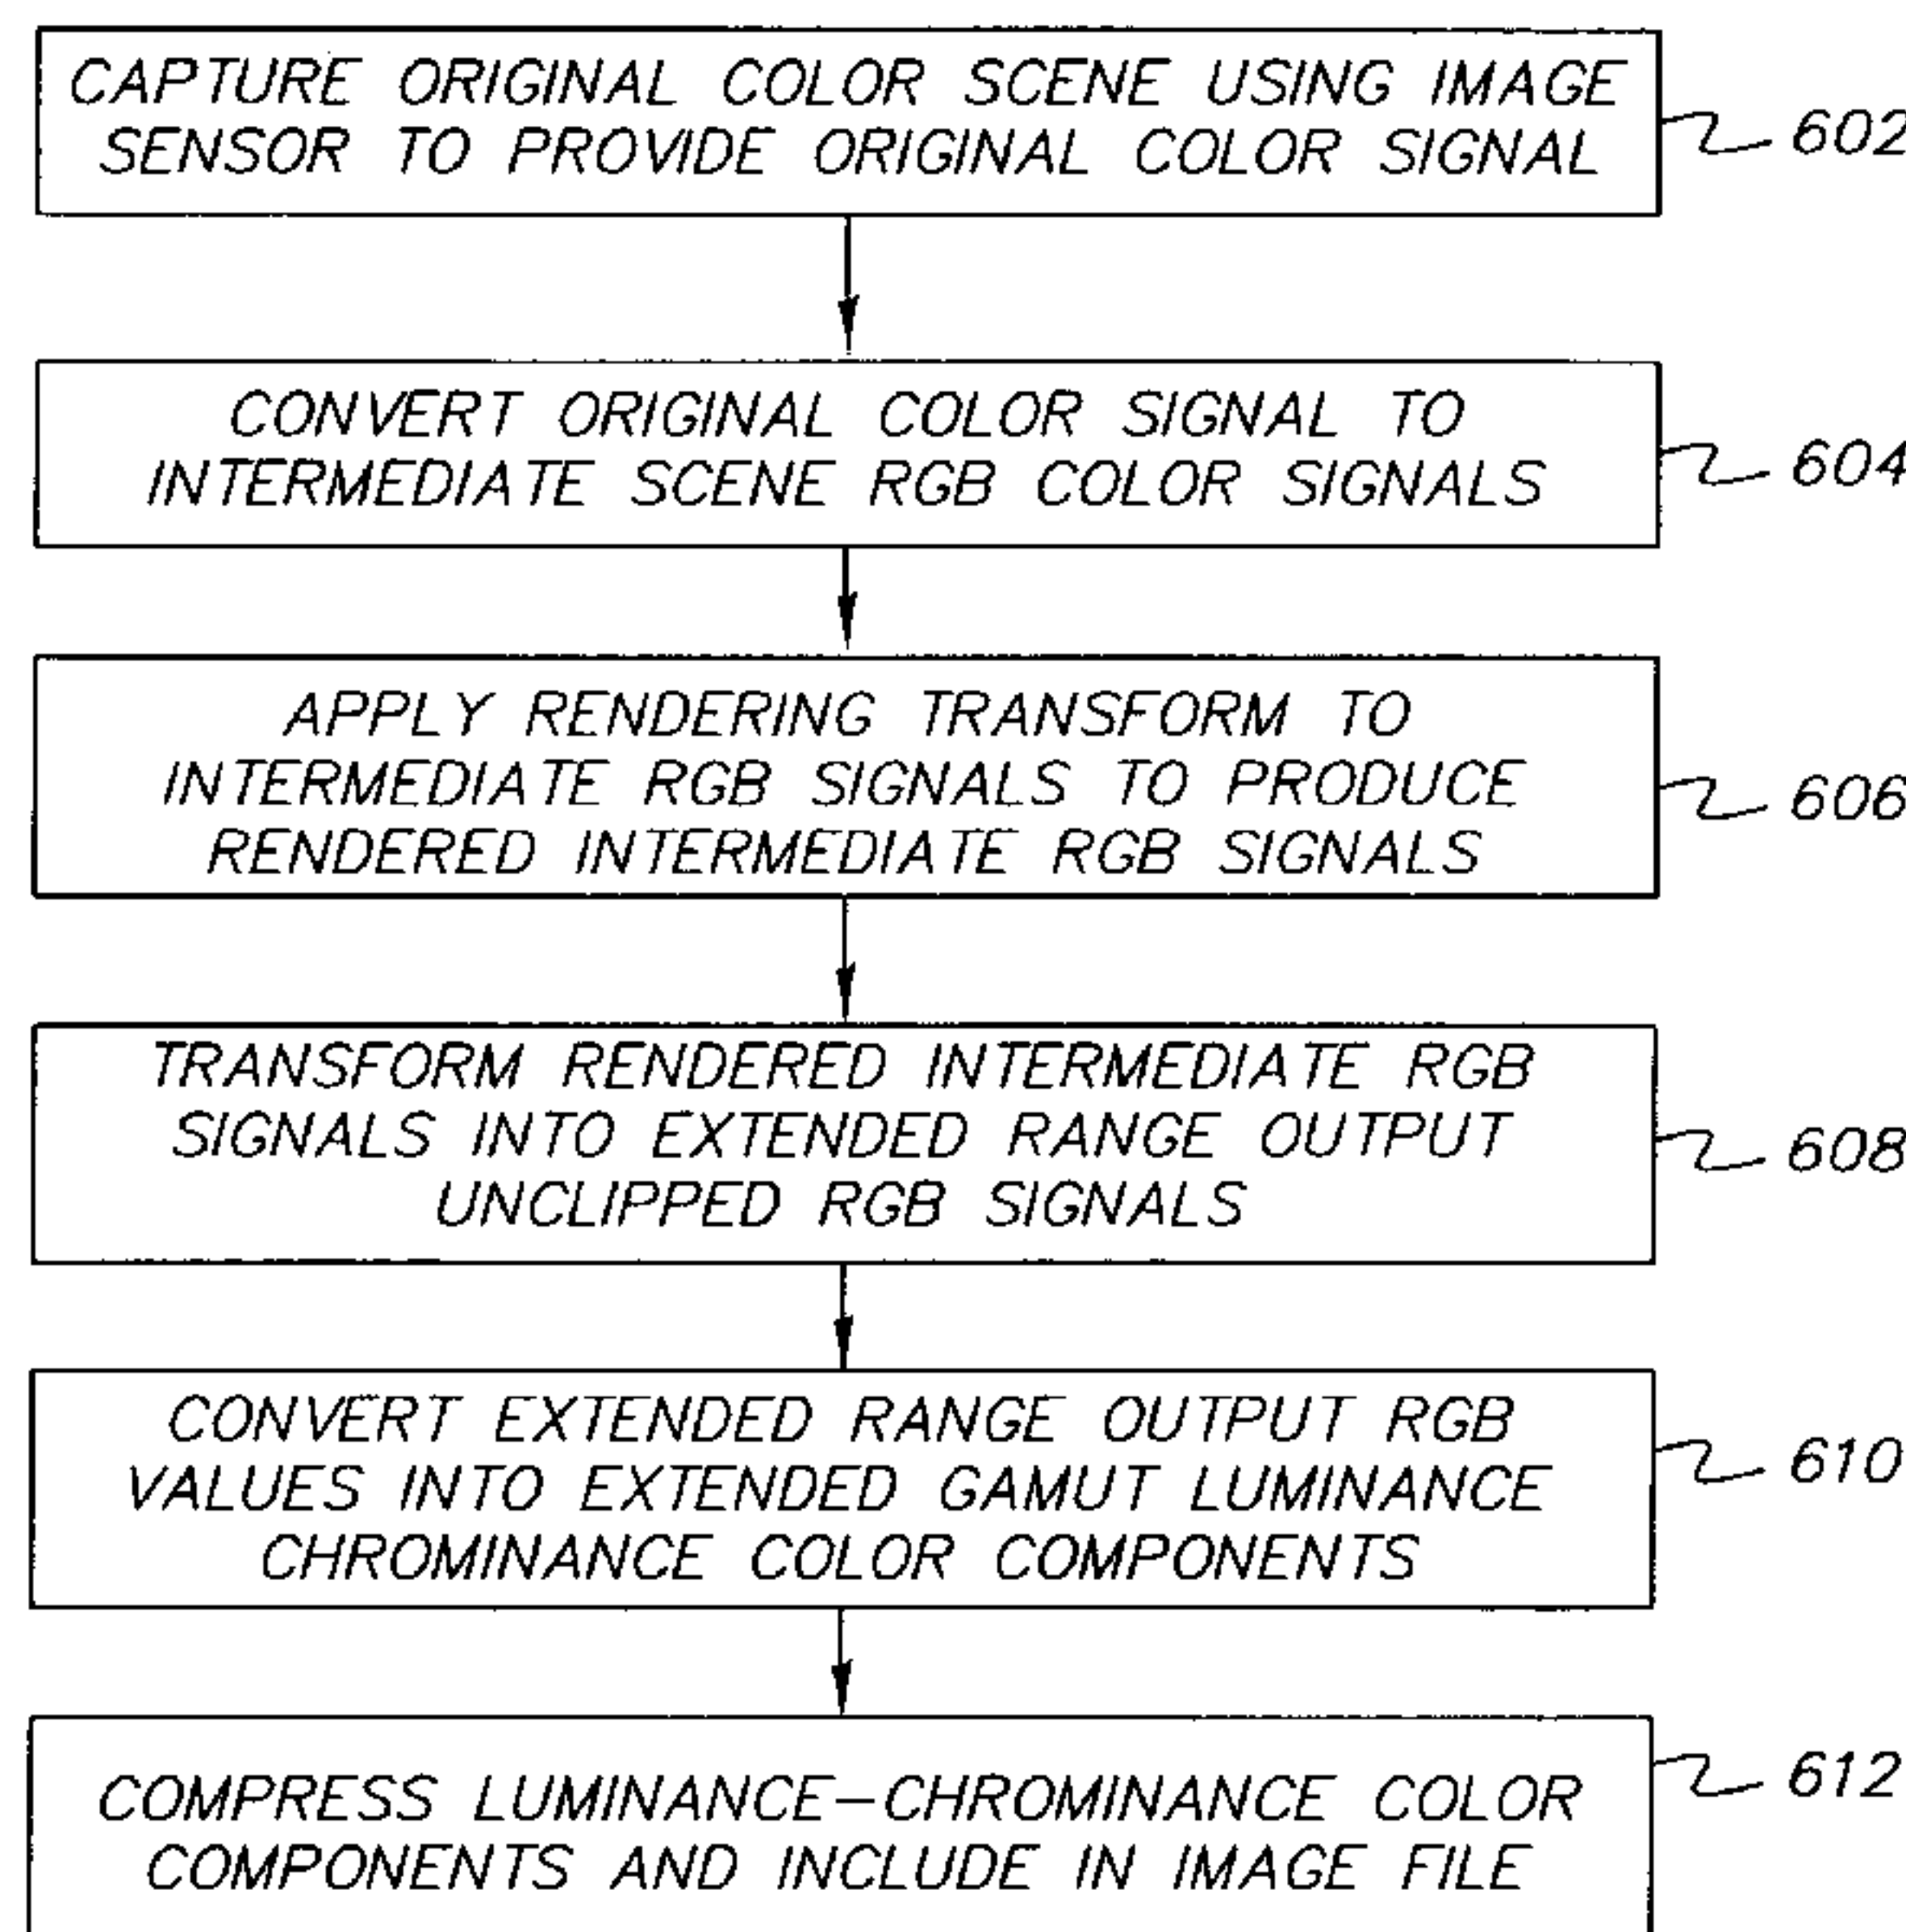 CAPTURE ORIGINAL COLOR SCENE USING IMAGE
SENSOR TO PROVIDE ORIGINAL COLOR SIGNAL
602
CONVERT ORIGINAL COLOR SIGNAL TO
INTERMEDIATE SCENE RGB COLOR SIGNALS
604
APPLY RENDERING TRANSFORM TO
INTERMEDIATE RGB SIGNALS TO PRODUCE
RENDERED INTERMEDIATE RGB SIGNALS
606
TRANSFORM RENDERED INTERMEDIATE RGB
SIGNALS INTO EXTENDED RANGE OUTPUT
UNCLIPPED RGB SIGNALS
608
CONVERT EXTENDED RANGE OUTPUT RGB
VALUES INTO EXTENDED GAMUT LUMINANCE
CHROMINANCE COLOR COMPONENTS
610
COMPRESS LUMINANCE-CHROMINANCE COLOR
COMPONENTS AND INCLUDE IN IMAGE FILE
612